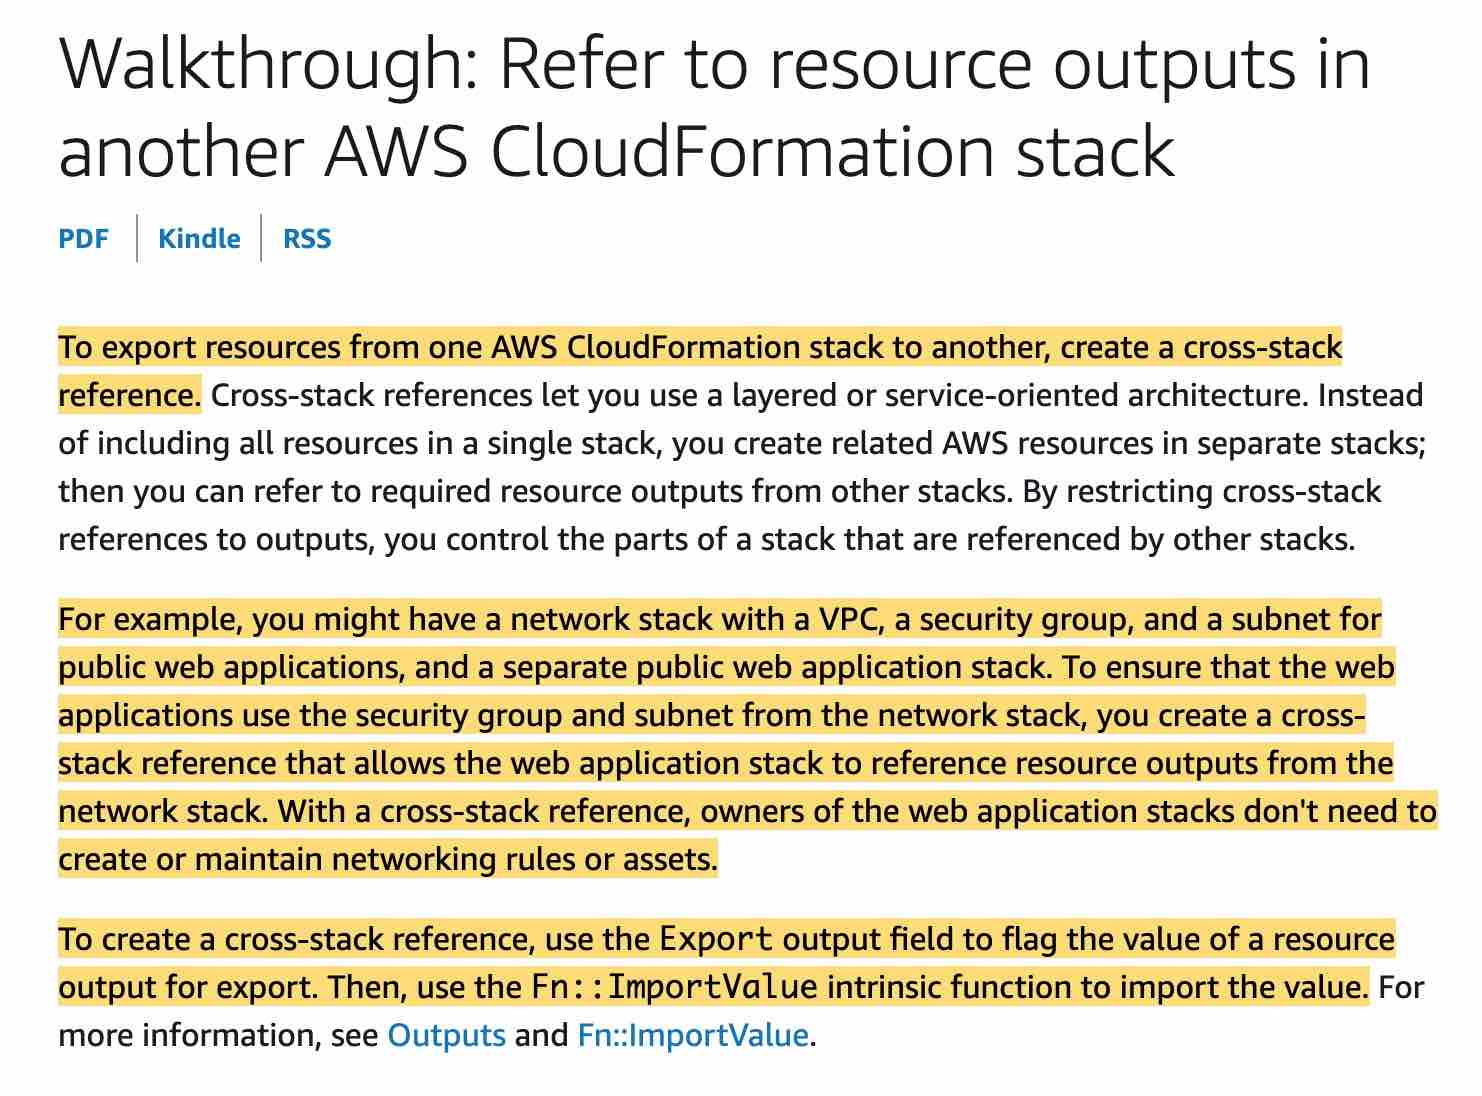 Walkthrough: Refer to resource outputs in
another AWS CloudFormation stack
PDF | Kindle | RSS
To export resources from one AWS CloudFormation stack to another, create a cross-stack
reference. Cross-stack references let you use a layered or service-oriented architecture. Instead
of including all resources in a single stack, you create related AWS resources in separate stacks;
then you can refer to required resource outputs from other stacks. By restricting cross-stack
references to outputs, you control the parts of a stack that are referenced by other stacks.
For example, you might have a network stack with a VPC, a security group, and a subnet for
public web applications, and a separate public web application stack. To ensure that the web
applications use the security group and subnet from the network stack, you create a cross-
stack reference that allows the web application stack to reference resource outputs from the
network stack. With a cross-stack reference, owners of the web application stacks don't need to
create or maintain networking rules or assets.
To create a cross-stack reference, use the Export output field to flag the value of a resource
output for export. Then, use the Fn::ImportValue intrinsic function to import the value. For
more information, see Outputs and Fn::ImportValue.